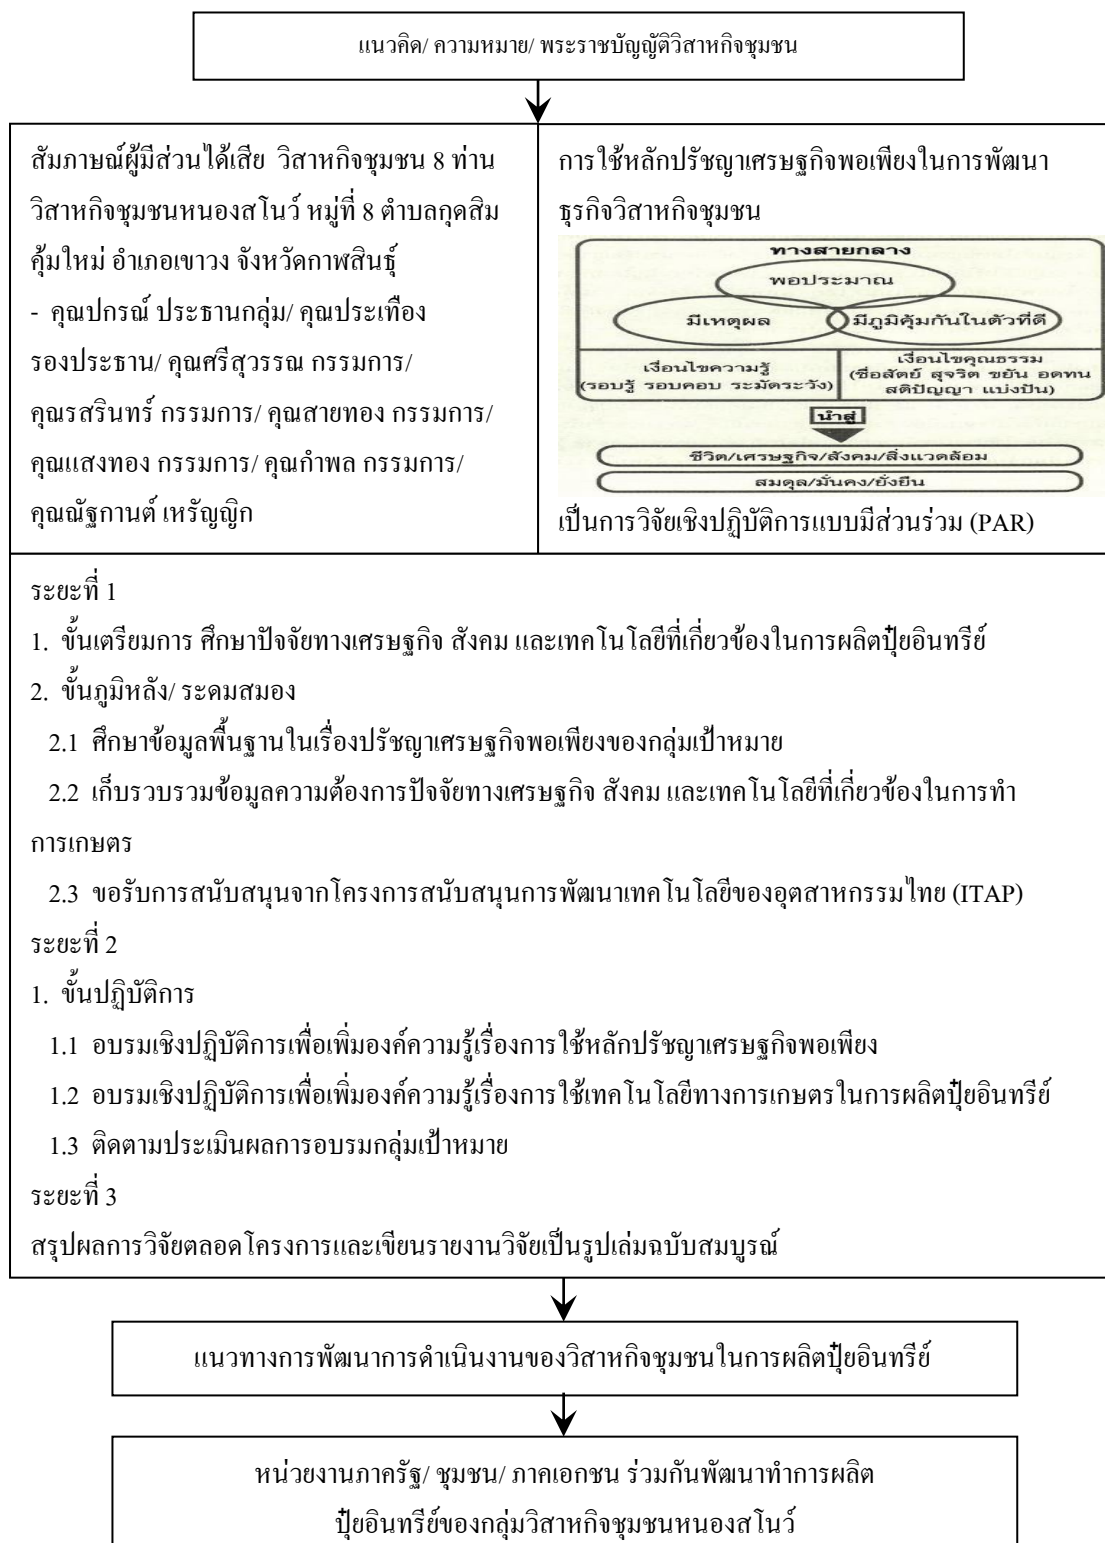 แนวคิด/ ความหมาย/ พระราชบัญญัติวิสาหกิจชุมชน
สัมภาษณ์ผู้มีส่วนได้เสีย  วิสาหกิจชุมชน 8 ท่าน
วิสาหกิจชุมชนหนองสโนว์ หมู่ที่ 8 ตำบลกุดสิม
คุ้มใหม่ อำเภอเขาวง จังหวัดกาฬสินธุ์
- คุณปกรณ์ ประธานกลุ่ม/ คุณประเทือง
รองประธาน/ คุณศรีสุวรรณ กรรมการ/
คุณรสรินทร์ กรรมการ/ คุณสายทอง กรรมการ/
คุณแสงทอง กรรมการ/ คุณกำพล กรรมการ/
คุณณัฐกานต์ เหรัญญิก
การใช้หลักปรัชญาเศรษฐกิจพอเพียงในการพัฒนา
ธุรกิจวิสาหกิจชุมชน
ทางสายกลาง
พอประมาณ
มีเหตุผล
มีภูมิคุ้มกันในตัวที่ดี
เงื่อนไขความรู้
(รอบรู้ รอบคอบ ระมัดระวัง)
เงื่อนไขคุณธรรม
(ซื่อสัตย์ สุจริต ขยัน อดทน
สติปัญญา แบ่งปัน)
นำสู่
ชีวิต/เศรษฐกิจ/สังคม/สิ่งแวดล้อม
สมดุล/มั่นคง/ยั่งยืน
เป็นการวิจัยเชิงปฏิบัติการแบบมีส่วนร่วม (PAR)
ระยะที่ 1
1. ขั้นเตรียมการ ศึกษาปัจจัยทางเศรษฐกิจ สังคม และเทคโนโลยีที่เกี่ยวข้องในการผลิตปุ๋ยอินทรีย์
2. ขั้นภูมิหลัง/ ระดมสมอง
2.1 ศึกษาข้อมูลพื้นฐานในเรื่องปรัชญาเศรษฐกิจพอเพียงของกลุ่มเป้าหมาย
2.2 เก็บรวบรวมข้อมูลความต้องการปัจจัยทางเศรษฐกิจ สังคม และเทคโนโลยีที่เกี่ยวข้องในการทำ
การเกษตร
2.3 ขอรับการสนับสนุนจากโครงการสนับสนุนการพัฒนาเทคโนโลยีของอุตสาหกรรมไทย (ITAP)
ระยะที่ 2
1. ขั้นปฏิบัติการ
1.1 อบรมเชิงปฏิบัติการเพื่อเพิ่มองค์ความรู้เรื่องการใช้หลักปรัชญาเศรษฐกิจพอเพียง
1.2 อบรมเชิงปฏิบัติการเพื่อเพิ่มองค์ความรู้เรื่องการใช้เทคโนโลยีทางการเกษตรในการผลิตปุ๋ยอินทรีย์
1.3 ติดตามประเมินผลการอบรมกลุ่มเป้าหมาย
ระยะที่ 3
สรุปผลการวิจัยตลอดโครงการและเขียนรายงานวิจัยเป็นรูปเล่มฉบับสมบูรณ์
แนวทางการพัฒนาการดำเนินงานของวิสาหกิจชุมชนในการผลิตปุ๋ยอินทรีย์
หน่วยงานภาครัฐ/ ชุมชน/ ภาคเอกชน ร่วมกันพัฒนาทำการผลิต
ปุ๋ยอินทรีย์ของกลุ่มวิสาหกิจชุมชนหนองสโนว์